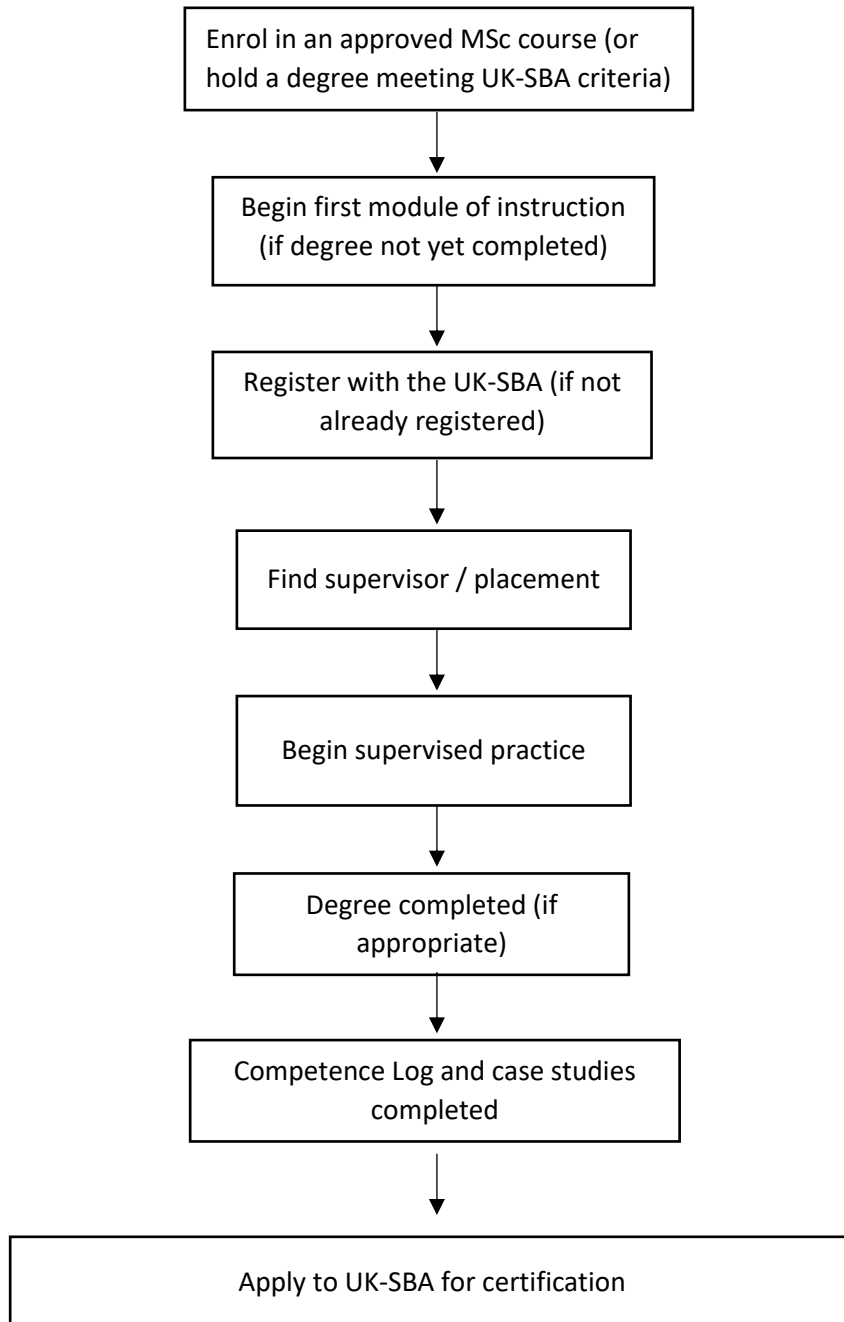 Enrol in an approved MSc course (or
hold a degree meeting UK-SBA criteria)
Begin first module of instruction
(if degree not yet completed)
Register with the UK-SBA (if not
already registered)
Find supervisor / placement
Begin supervised practice
Degree completed (if
appropriate)
Competence Log and case studies
completed
Apply to UK-SBA for certification